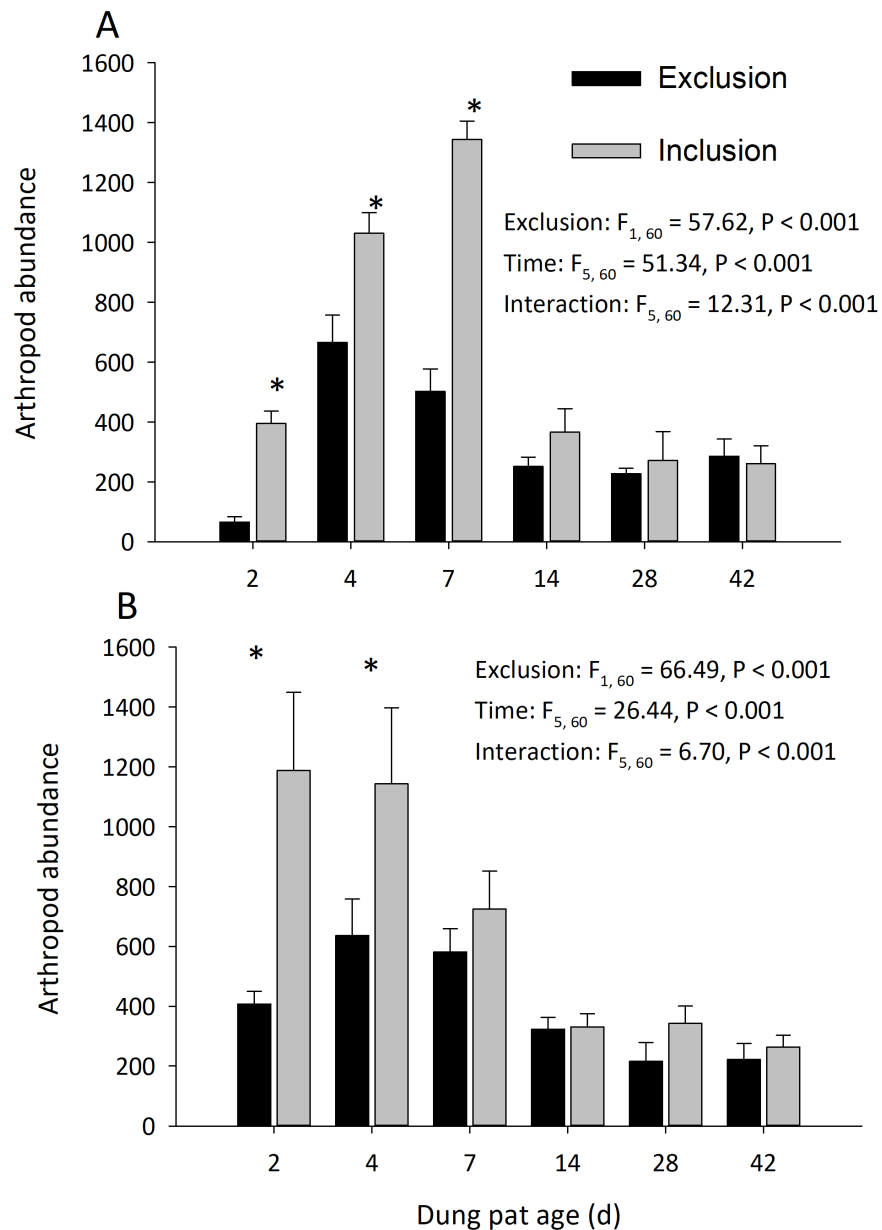 A
Arthropod abundance
1600
1400
1200
1000
800
600
400
200
0
*
*
*
Exclusion
Inclusion
Exclusion: F1, 60 = 57.62, P < 0.001
Time: F5, 60 = 51.34, P < 0.001
Interaction: F5, 60 = 12.31, P < 0.001
2 4 7 14 28 42
B
Arthropod abundance
1600
1400
1200
1000
800
600
400
200
0
*
*
Exclusion: F1, 60 = 66.49, P < 0.001
Time: F5, 60 = 26.44, P < 0.001
Interaction: F5, 60 = 6.70, P < 0.001
2 4 7 14 28 42
Dung pat age (d)